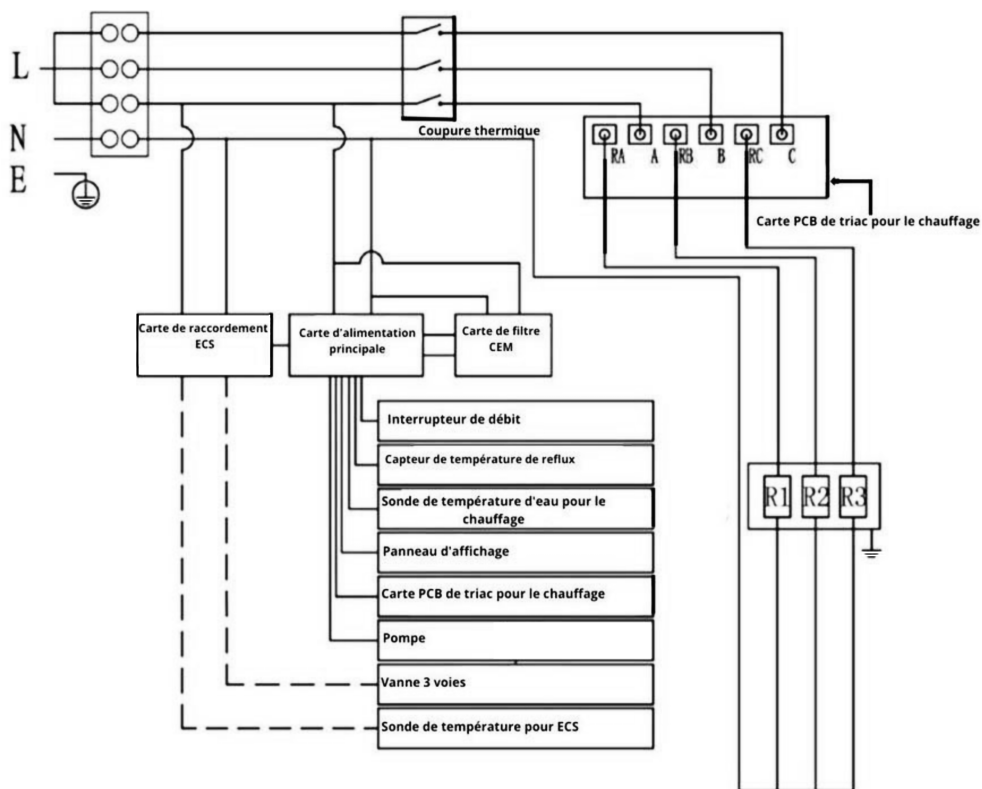 L
N
E
Coupure thermique
RA
A
RB
B
RC
C
Carte PCB de triac pour le chauffage
Carte de raccordement
ECS
Carte d'alimentation
principale
Carte de filtre
CEM
Interrupteur de débit
Capteur de température de reflux
Sonde de température d'eau pour le
chauffage
Panneau d'affichage
Carte PCB de triac pour le chauffage
Pompe
Vanne 3 voies
Sonde de température pour ECS
R1
R2
R3